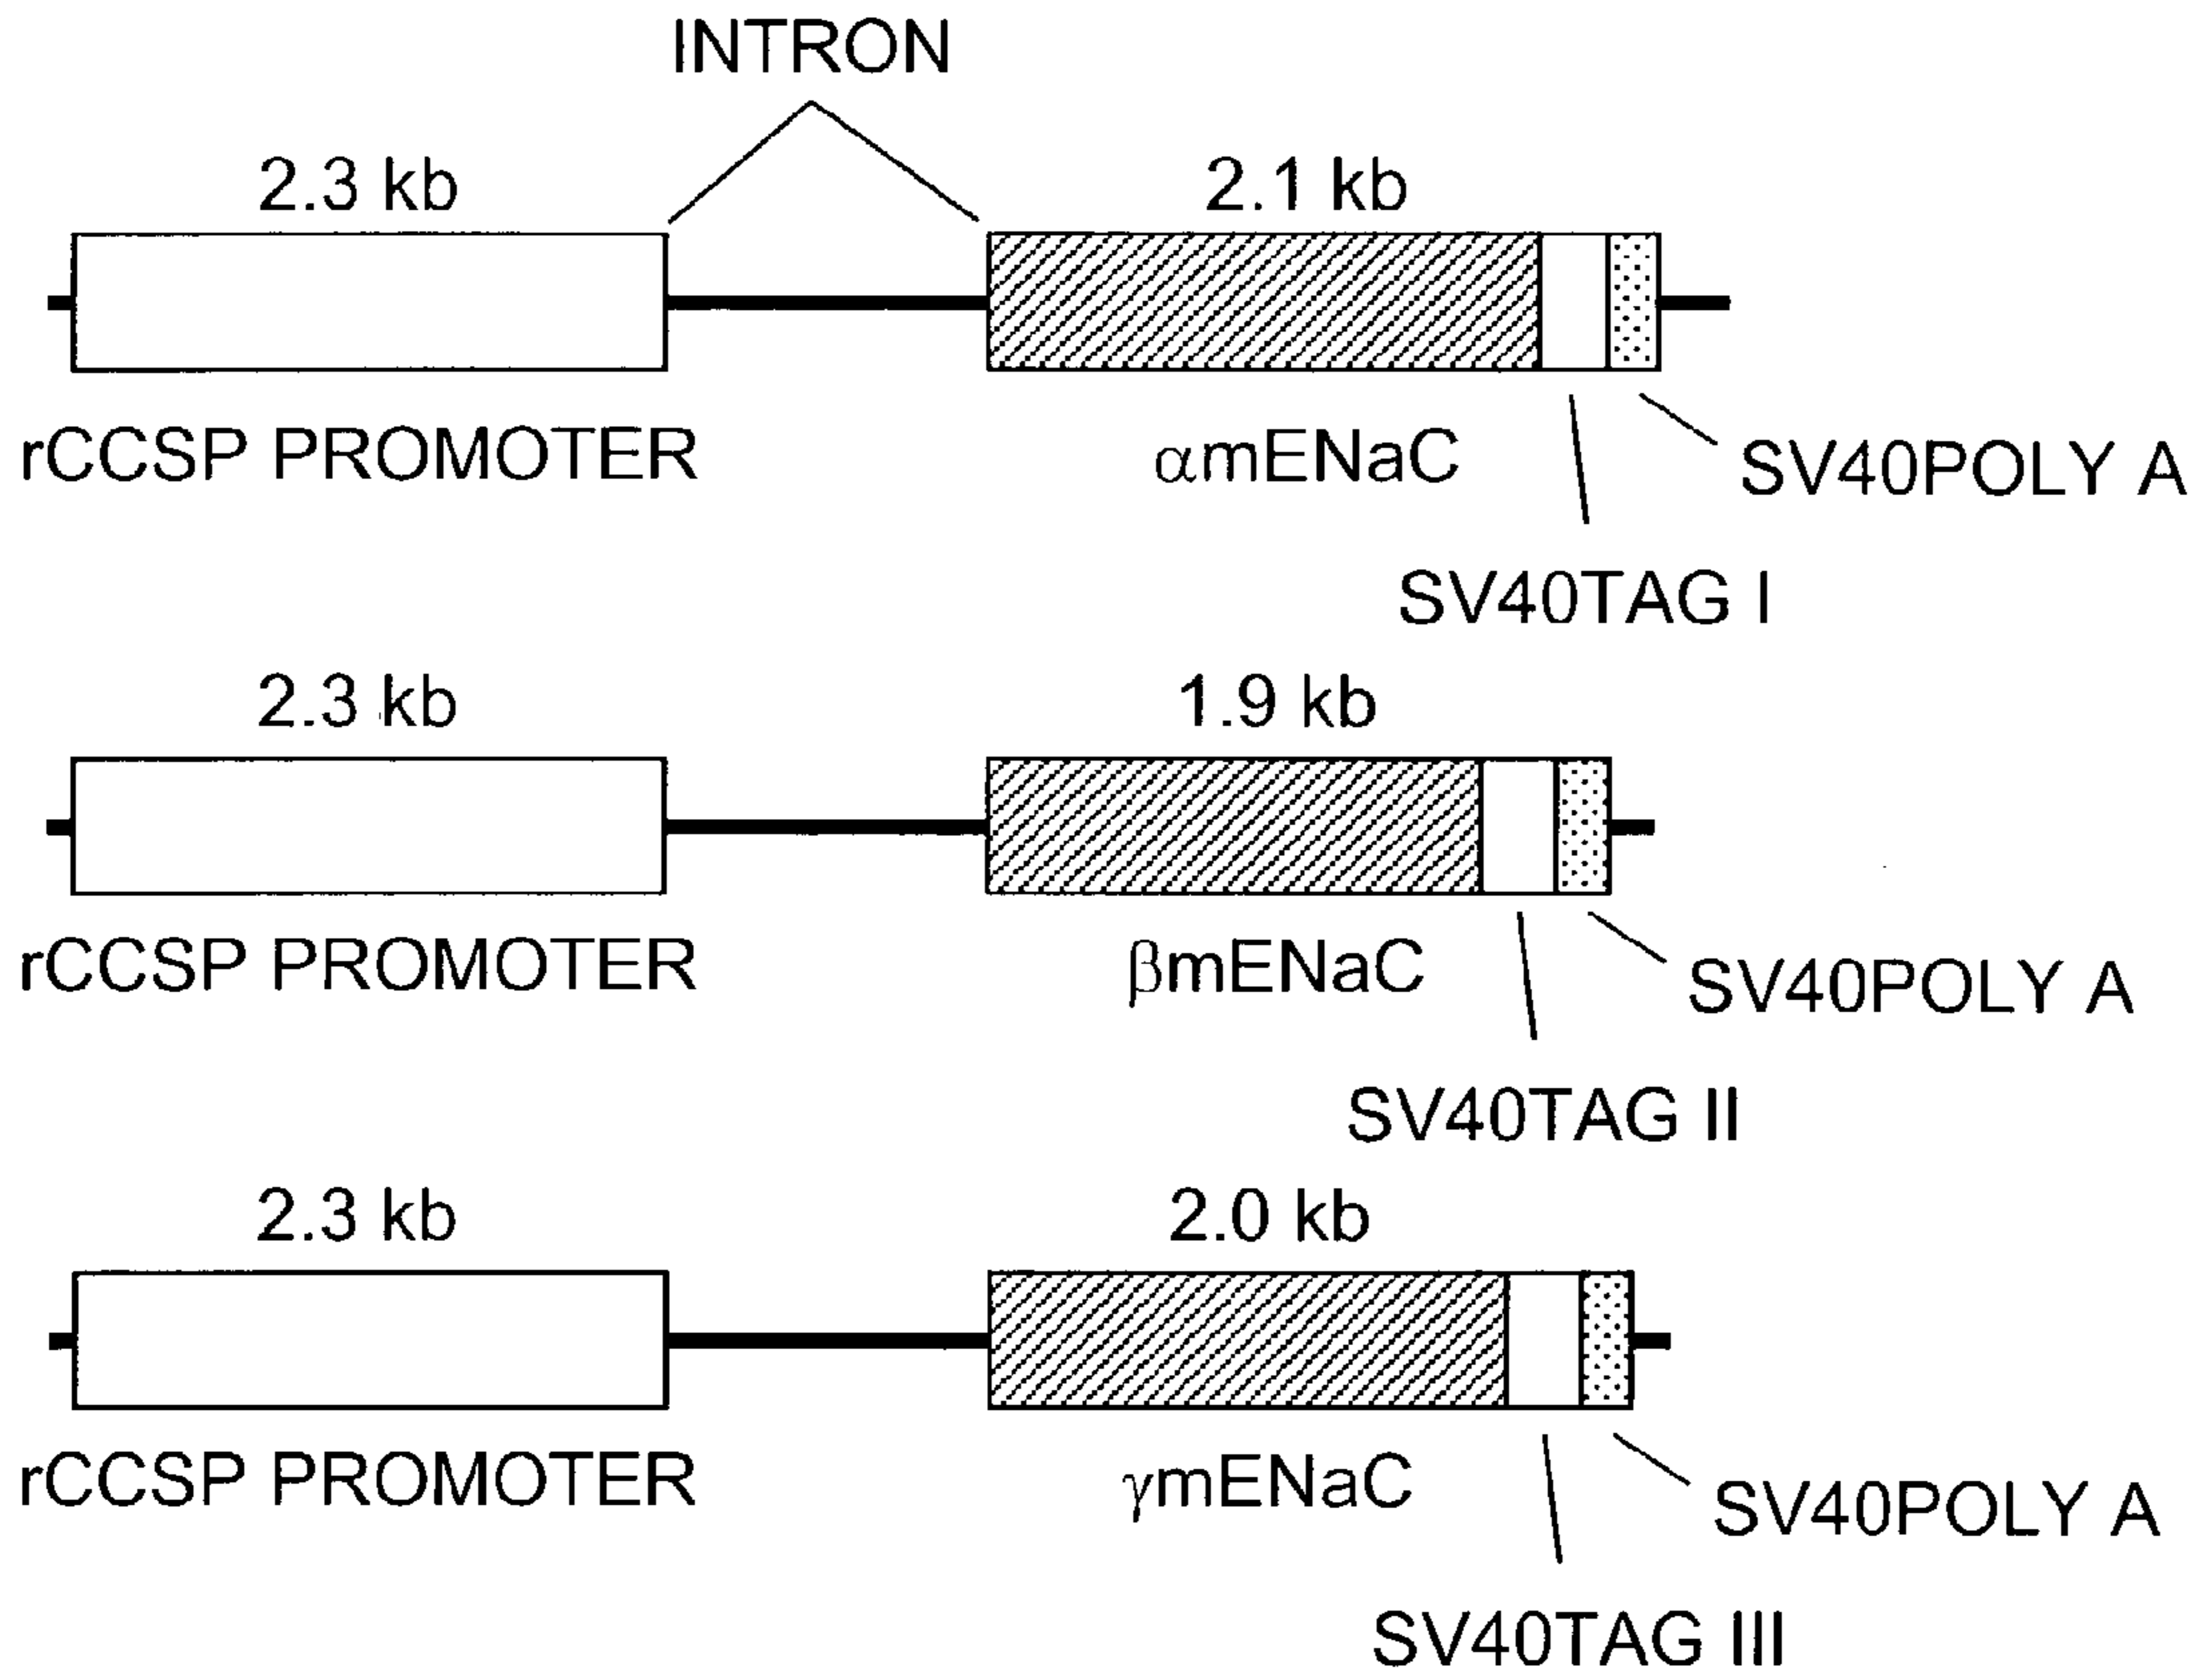 INTRON
2.3 kb
2.1 kb
rCCSP PROMOTER
αmENaC
SV40POLY A
SV40TAG I
2.3 kb
1.9 kb
rCCSP PROMOTER
βmENaC
SV40POLY A
SV40TAG II
2.3 kb
2.0 kb
rCCSP PROMOTER
γmENaC
SV40POLY A
SV40TAG III